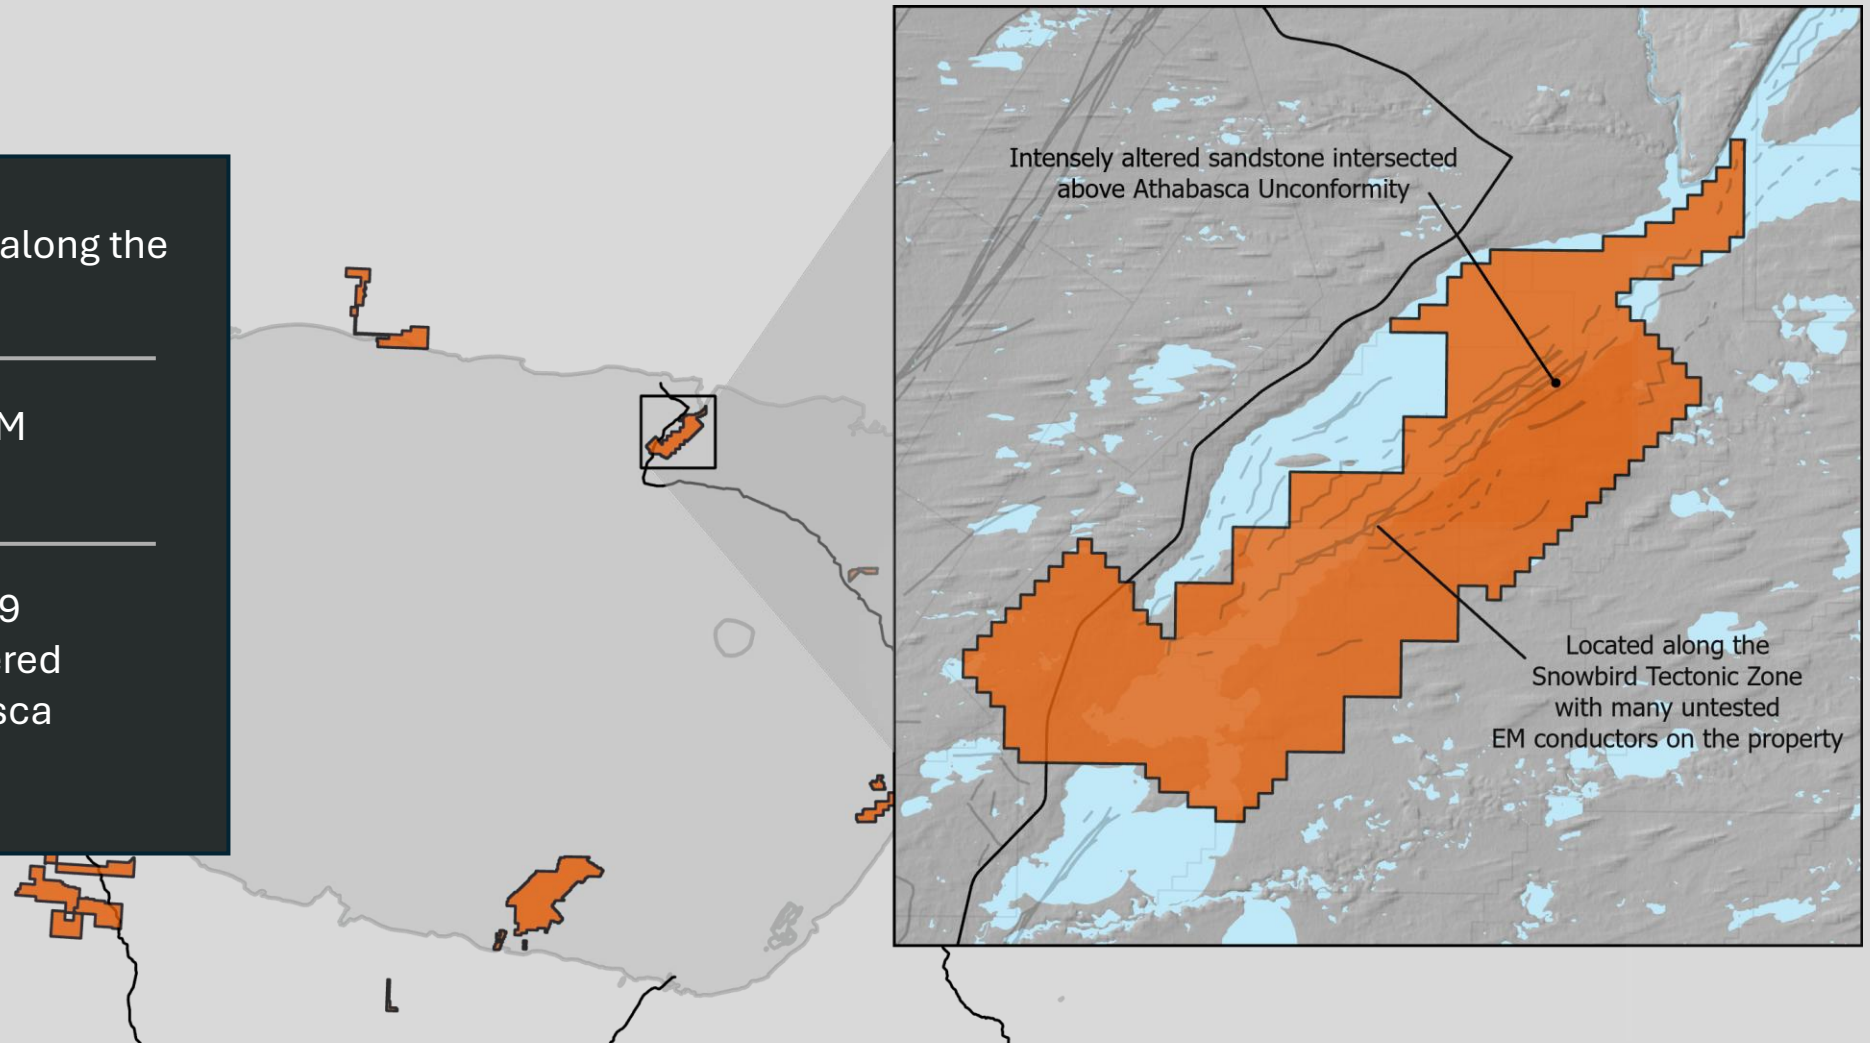 along the
M
9
ered
sca
Intensely altered sandstone intersected
above Athabasca Unconformity
Located along the
Snowbird Tectonic Zone
with many untested
EM conductors on the property